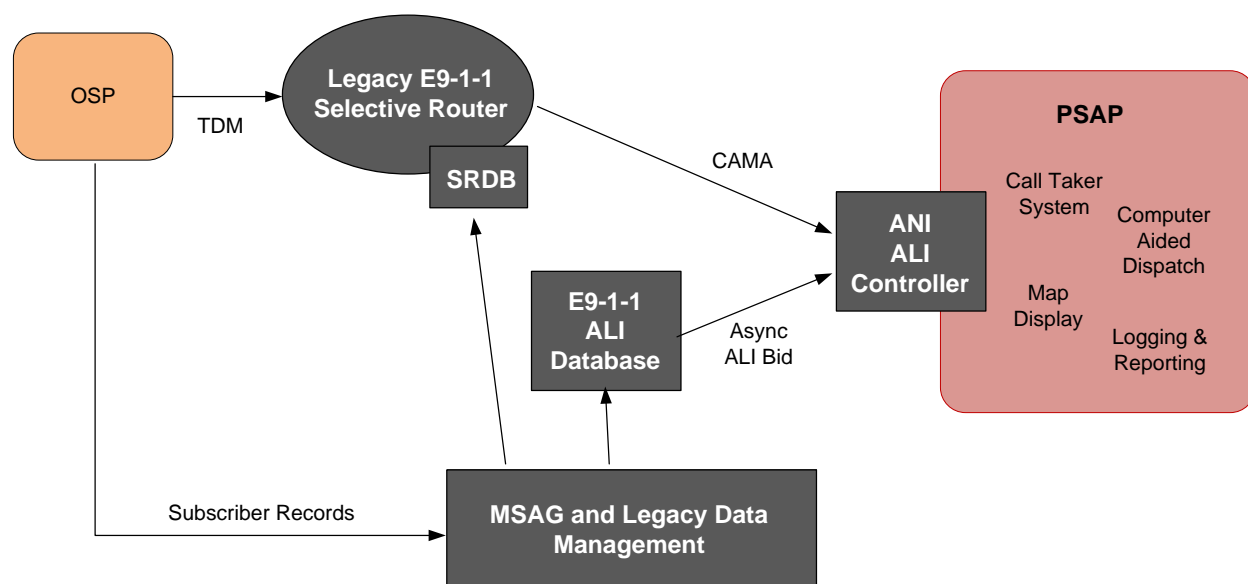 OSP
TDM
Legacy E9-1-1
Selective Router
SRDB
CAMA
PSAP
Call Taker
System
Computer
Aided
Dispatch
ANI
ALI
Controller
Map
Display
Logging &
Reporting
E9-1-1
ALI
Database
Async
ALI Bid
Subscriber Records
MSAG and Legacy Data
Management